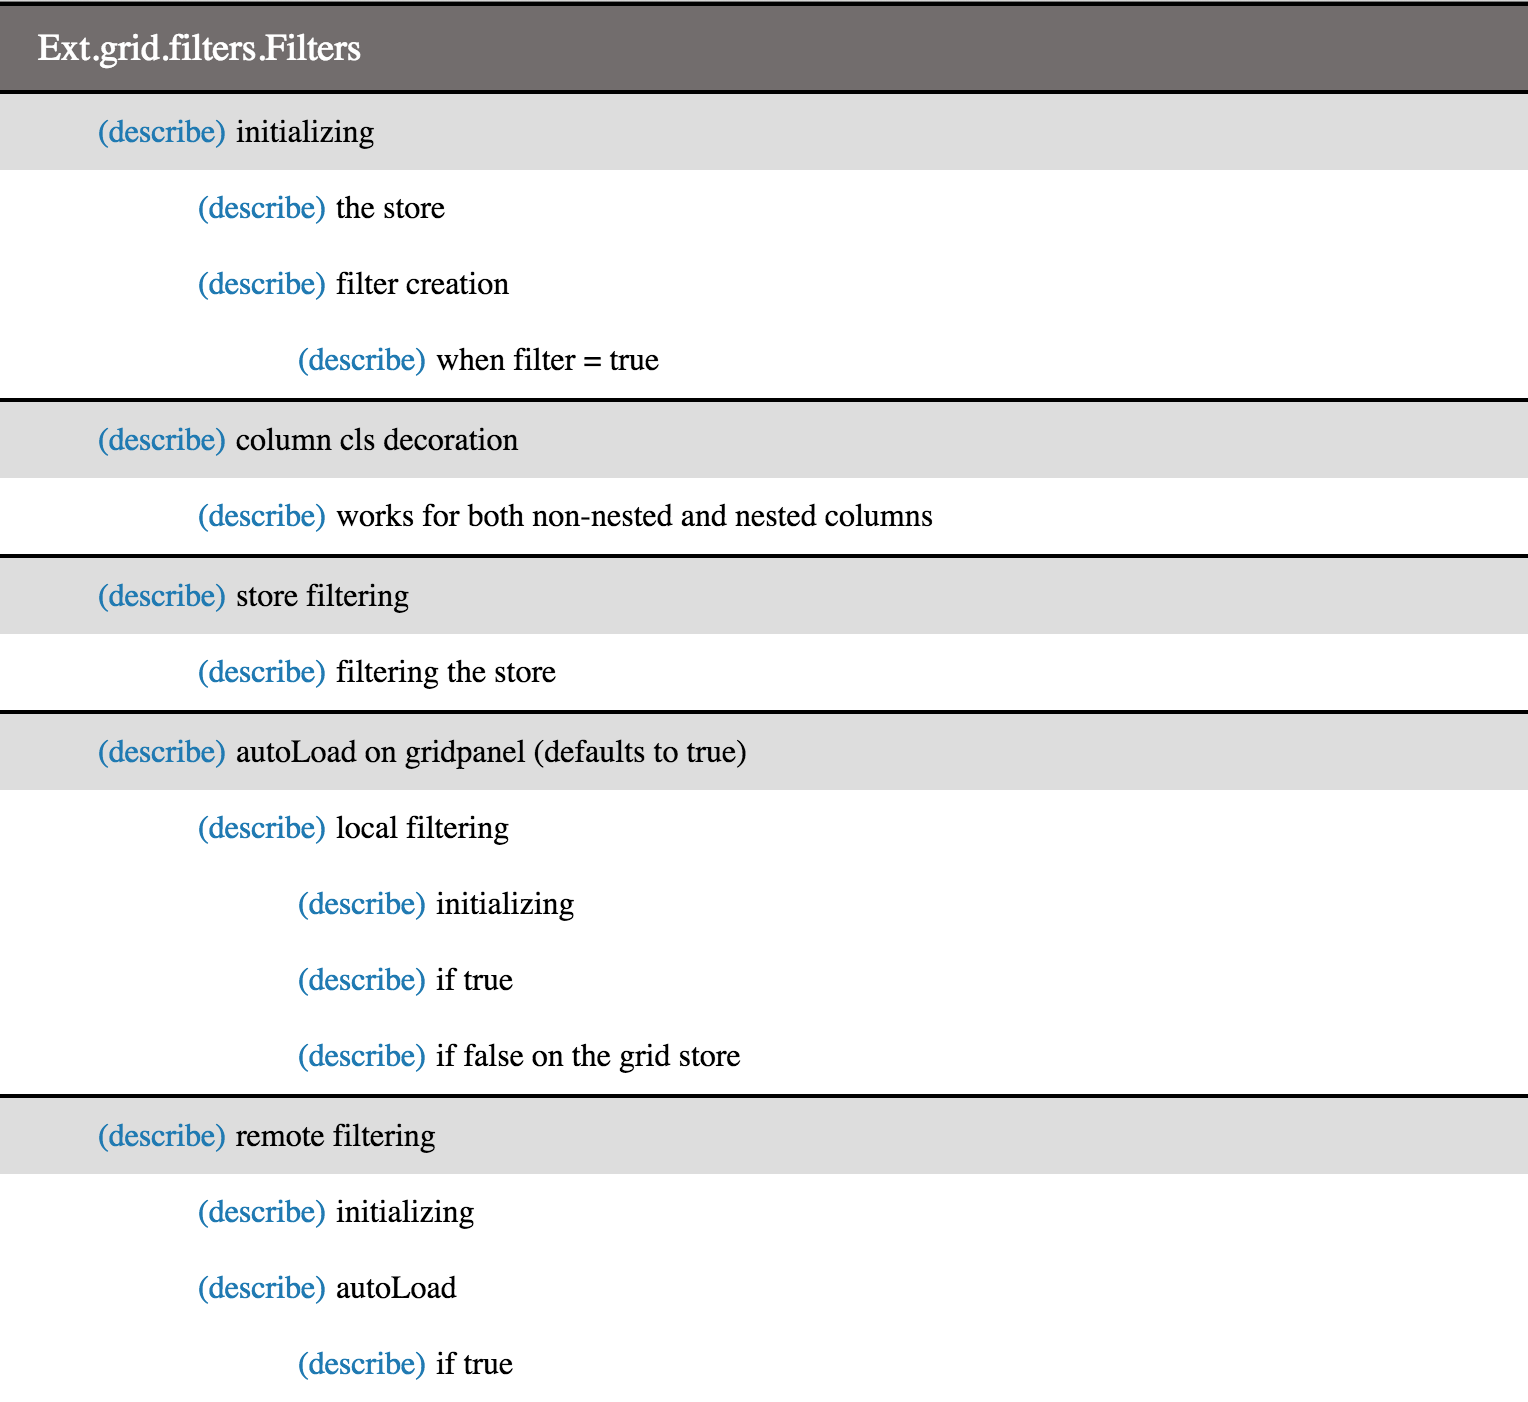 Ext.grid.filters.Filters
(describe) initializing
(describe) the store
(describe) filter creation
(describe) when filter = true
(describe) column cls decoration
(describe) works for both non-nested and nested columns
(describe) store filtering
(describe) filtering the store
(describe) autoLoad on gridpanel (defaults to true)
(describe) local filtering
(describe) initializing
(describe) if true
(describe) if false on the grid store
(describe) remote filtering
(describe) initializing
(describe) autoLoad
(describe) if true